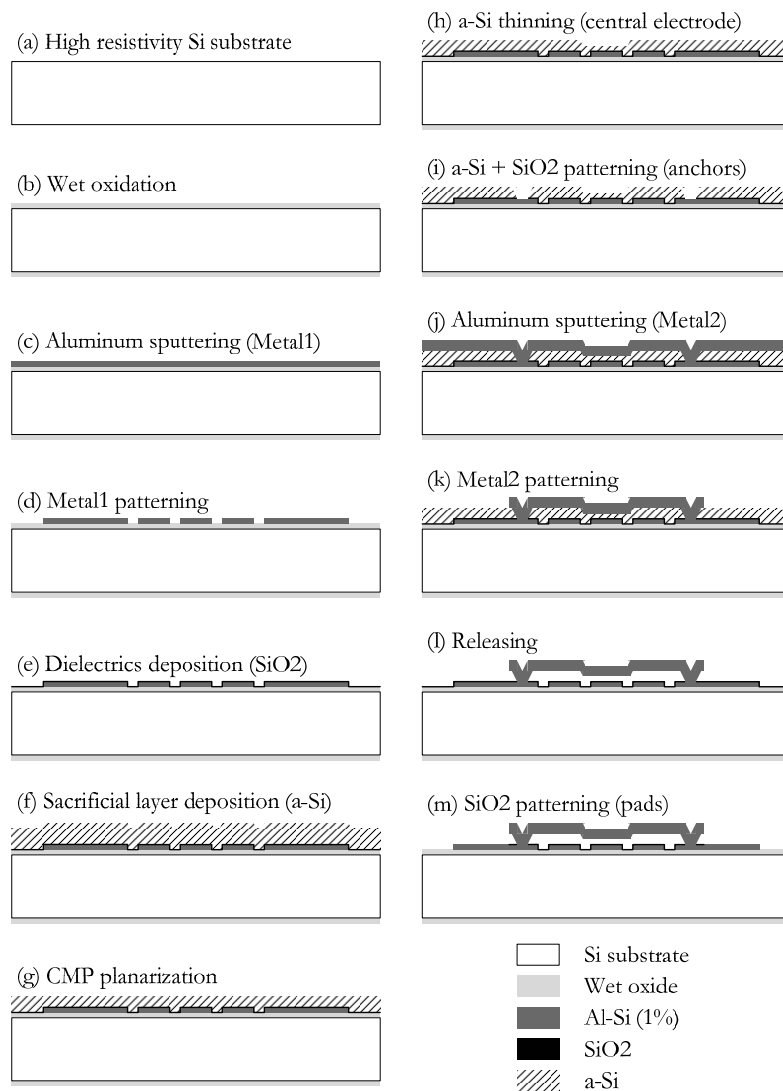 (a) High resistivity Si substrate
(b) Wet oxidation
(c) Aluminum sputtering (Metal1)
(d) Metal1 patterning
(e) Dielectrics deposition (SiO2)
(f) Sacrificial layer deposition (a-Si)
(g) CMP planarization
(h) a-Si thinning (central electrode)
(i) a-Si + SiO2 patterning (anchors)
(j) Aluminum sputtering (Metal2)
(k) Metal2 patterning
(l) Releasing
(m) SiO2 patterning (pads)
Si substrate
Wet oxide
Al-Si (1%)
SiO2
a-Si